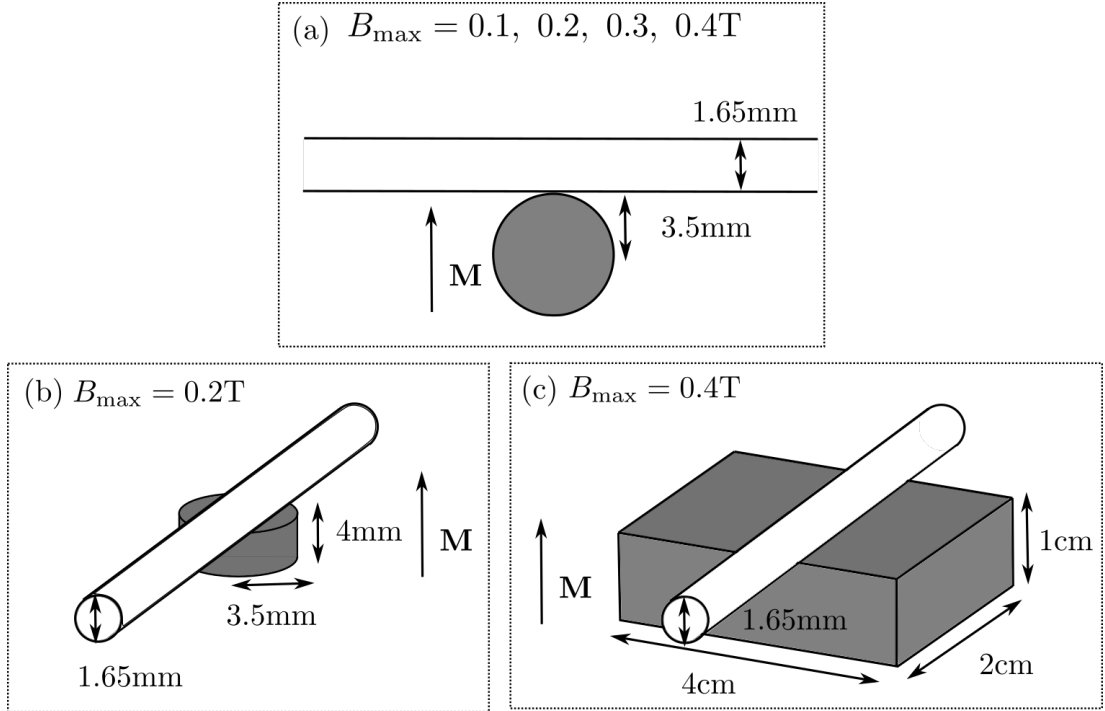 (a) B_max = 0.1, 0.2, 0.3, 0.4T
1.65mm
3.5mm
M
(b) B_max = 0.2T
4mm
M
3.5mm
1.65mm
(c) B_max = 0.4T
M
1cm
1.65mm
2cm
4cm